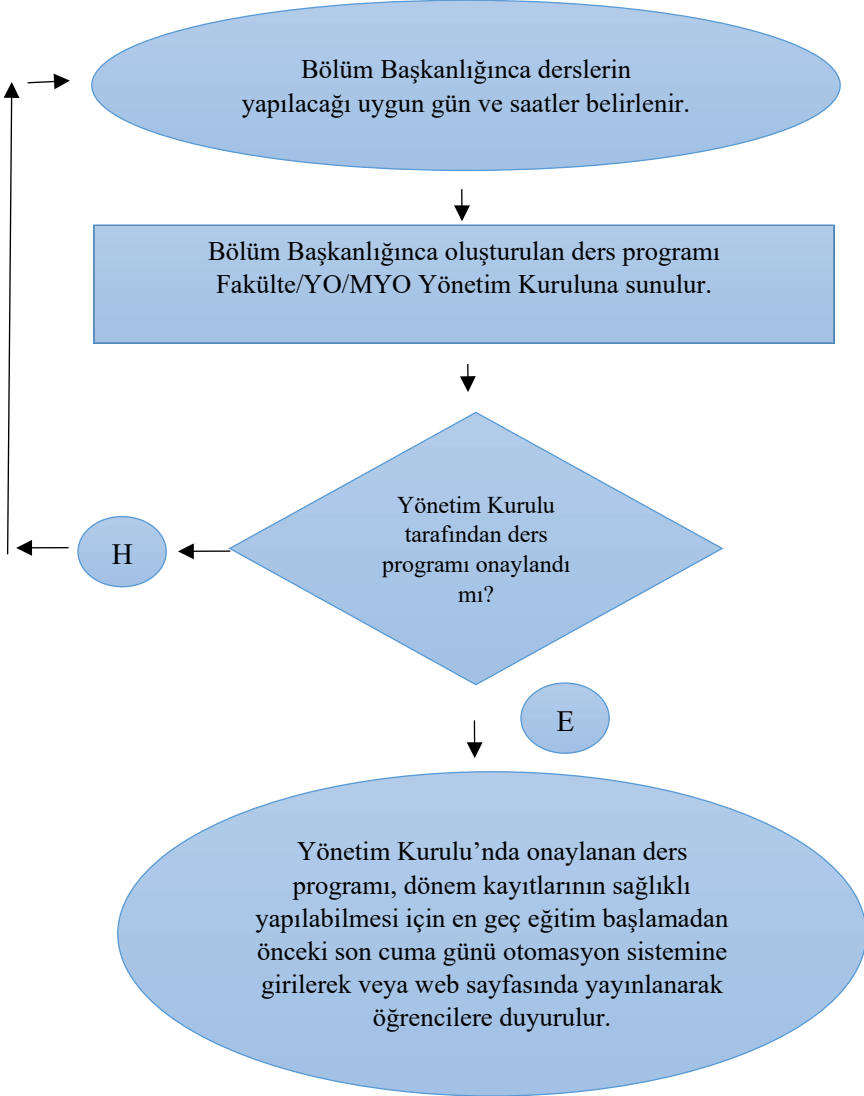 Bölüm Başkanlığınca derslerin
yapılacağı uygun gün ve saatler belirlenir.
Bölüm Başkanlığınca oluşturulan ders programı
Fakülte/YO/MYO Yönetim Kuruluna sunulur.
Yönetim Kurulu
tarafından ders
programı onaylandı
mı?
H
E
Yönetim Kurulu’nda onaylanan ders
programı, dönem kayıtlarının sağlıklı
yapılabilmesi için en geç eğitim başlamadan
önceki son cuma günü otomasyon sistemine
girilerek veya web sayfasında yayınlanarak
öğrencilere duyurulur.